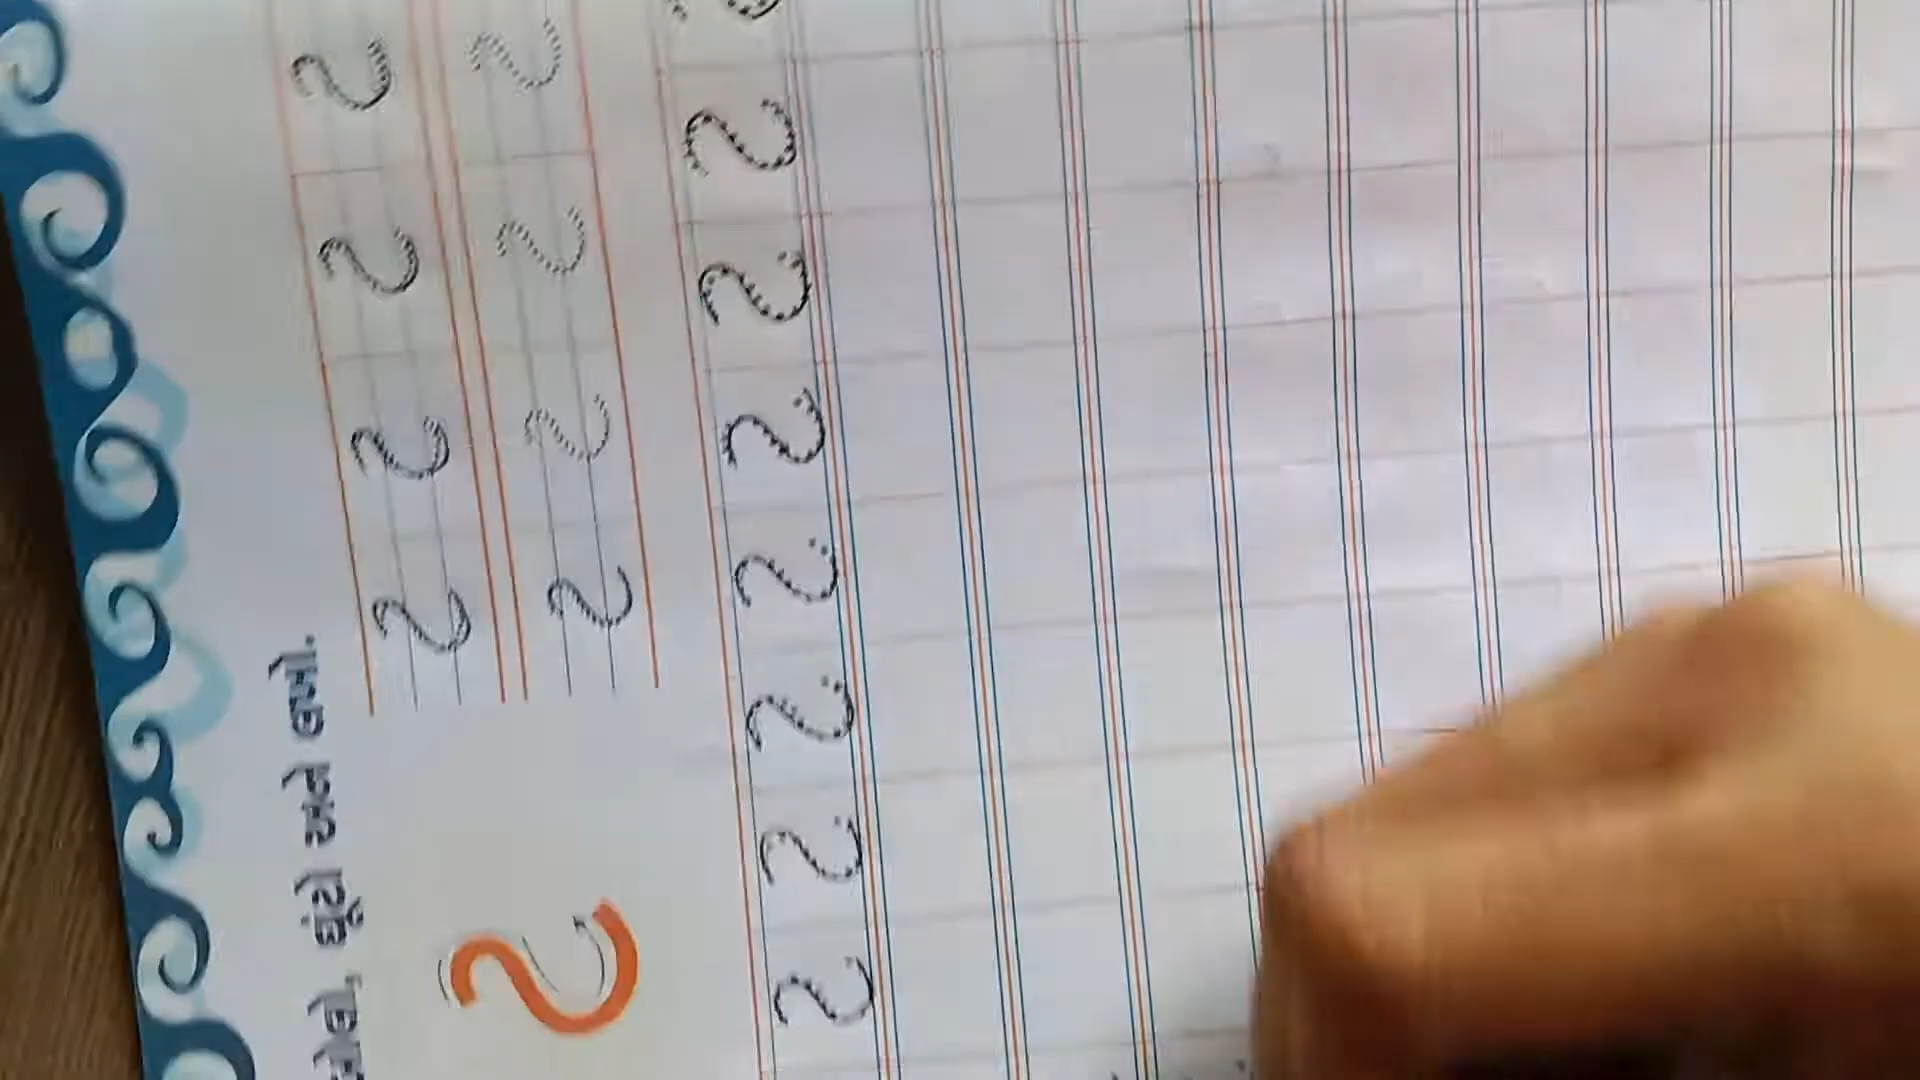 ઘૂંટો અને લખો.
ર
ર ર ર ર
ર ર ર ર
ર ર ર ર ર ર ર